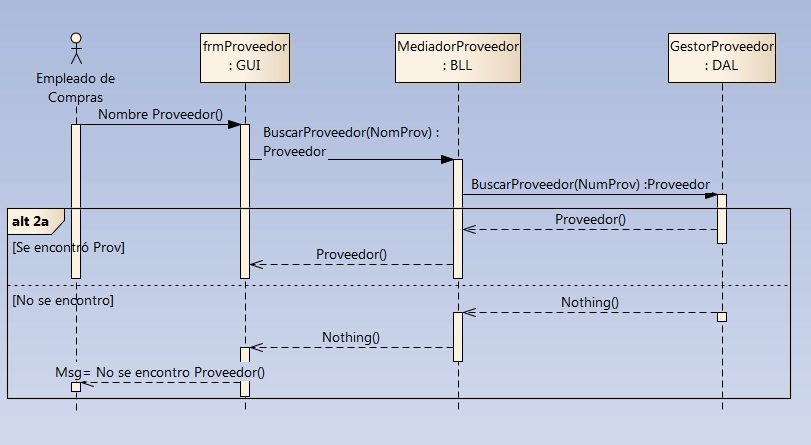 frmProveedor
: GUI
MediadorProveedor
: BLL
GestorProveedor
: DAL
Empleado de
Compras
Nombre Proveedor()
BuscarProveedor(NomProv) :
Proveedor
BuscarProveedor(NumProv) :Proveedor
alt 2a
Proveedor()
[Se encontró Prov]
Proveedor()
[No se encontro]
Nothing()
Nothing()
Msg= No se encontro Proveedor()